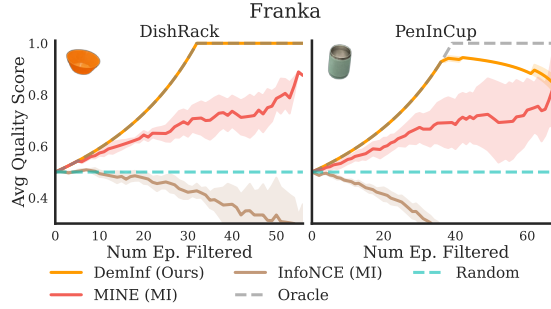 Franka
DishRack
PenInCup
Avg Quality Score
1.0
0.8
0.6
0.4
0 10 20 30 40 50
0 20 40 60
Num Ep. Filtered
Num Ep. Filtered
DemInf (Ours)
InfoNCE (MI)
Random
MINE (MI)
Oracle